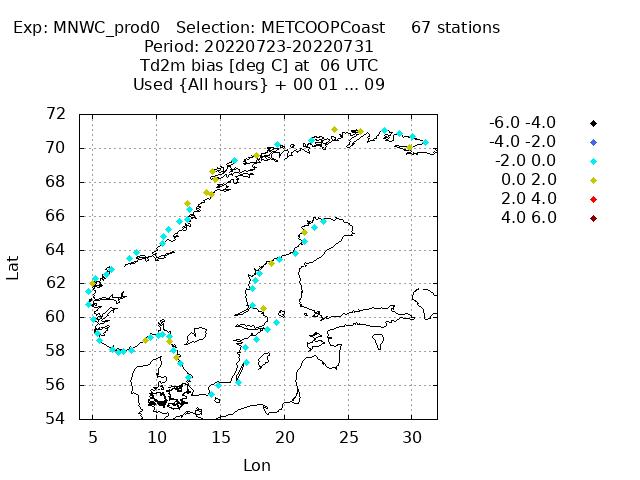 Exp: MNWC_prod0   Selection: METCOOPCoast     67 stations
Period: 20220723-20220731
Td2m bias [deg C] at  06 UTC
Used {All hours} + 00 01 ... 09
-6.0 -4.0
-4.0 -2.0
-2.0 0.0
0.0 2.0
2.0 4.0
4.0 6.0
72
70
68
66
64
62
60
58
56
54
Lat
5 10 15 20 25 30
Lon